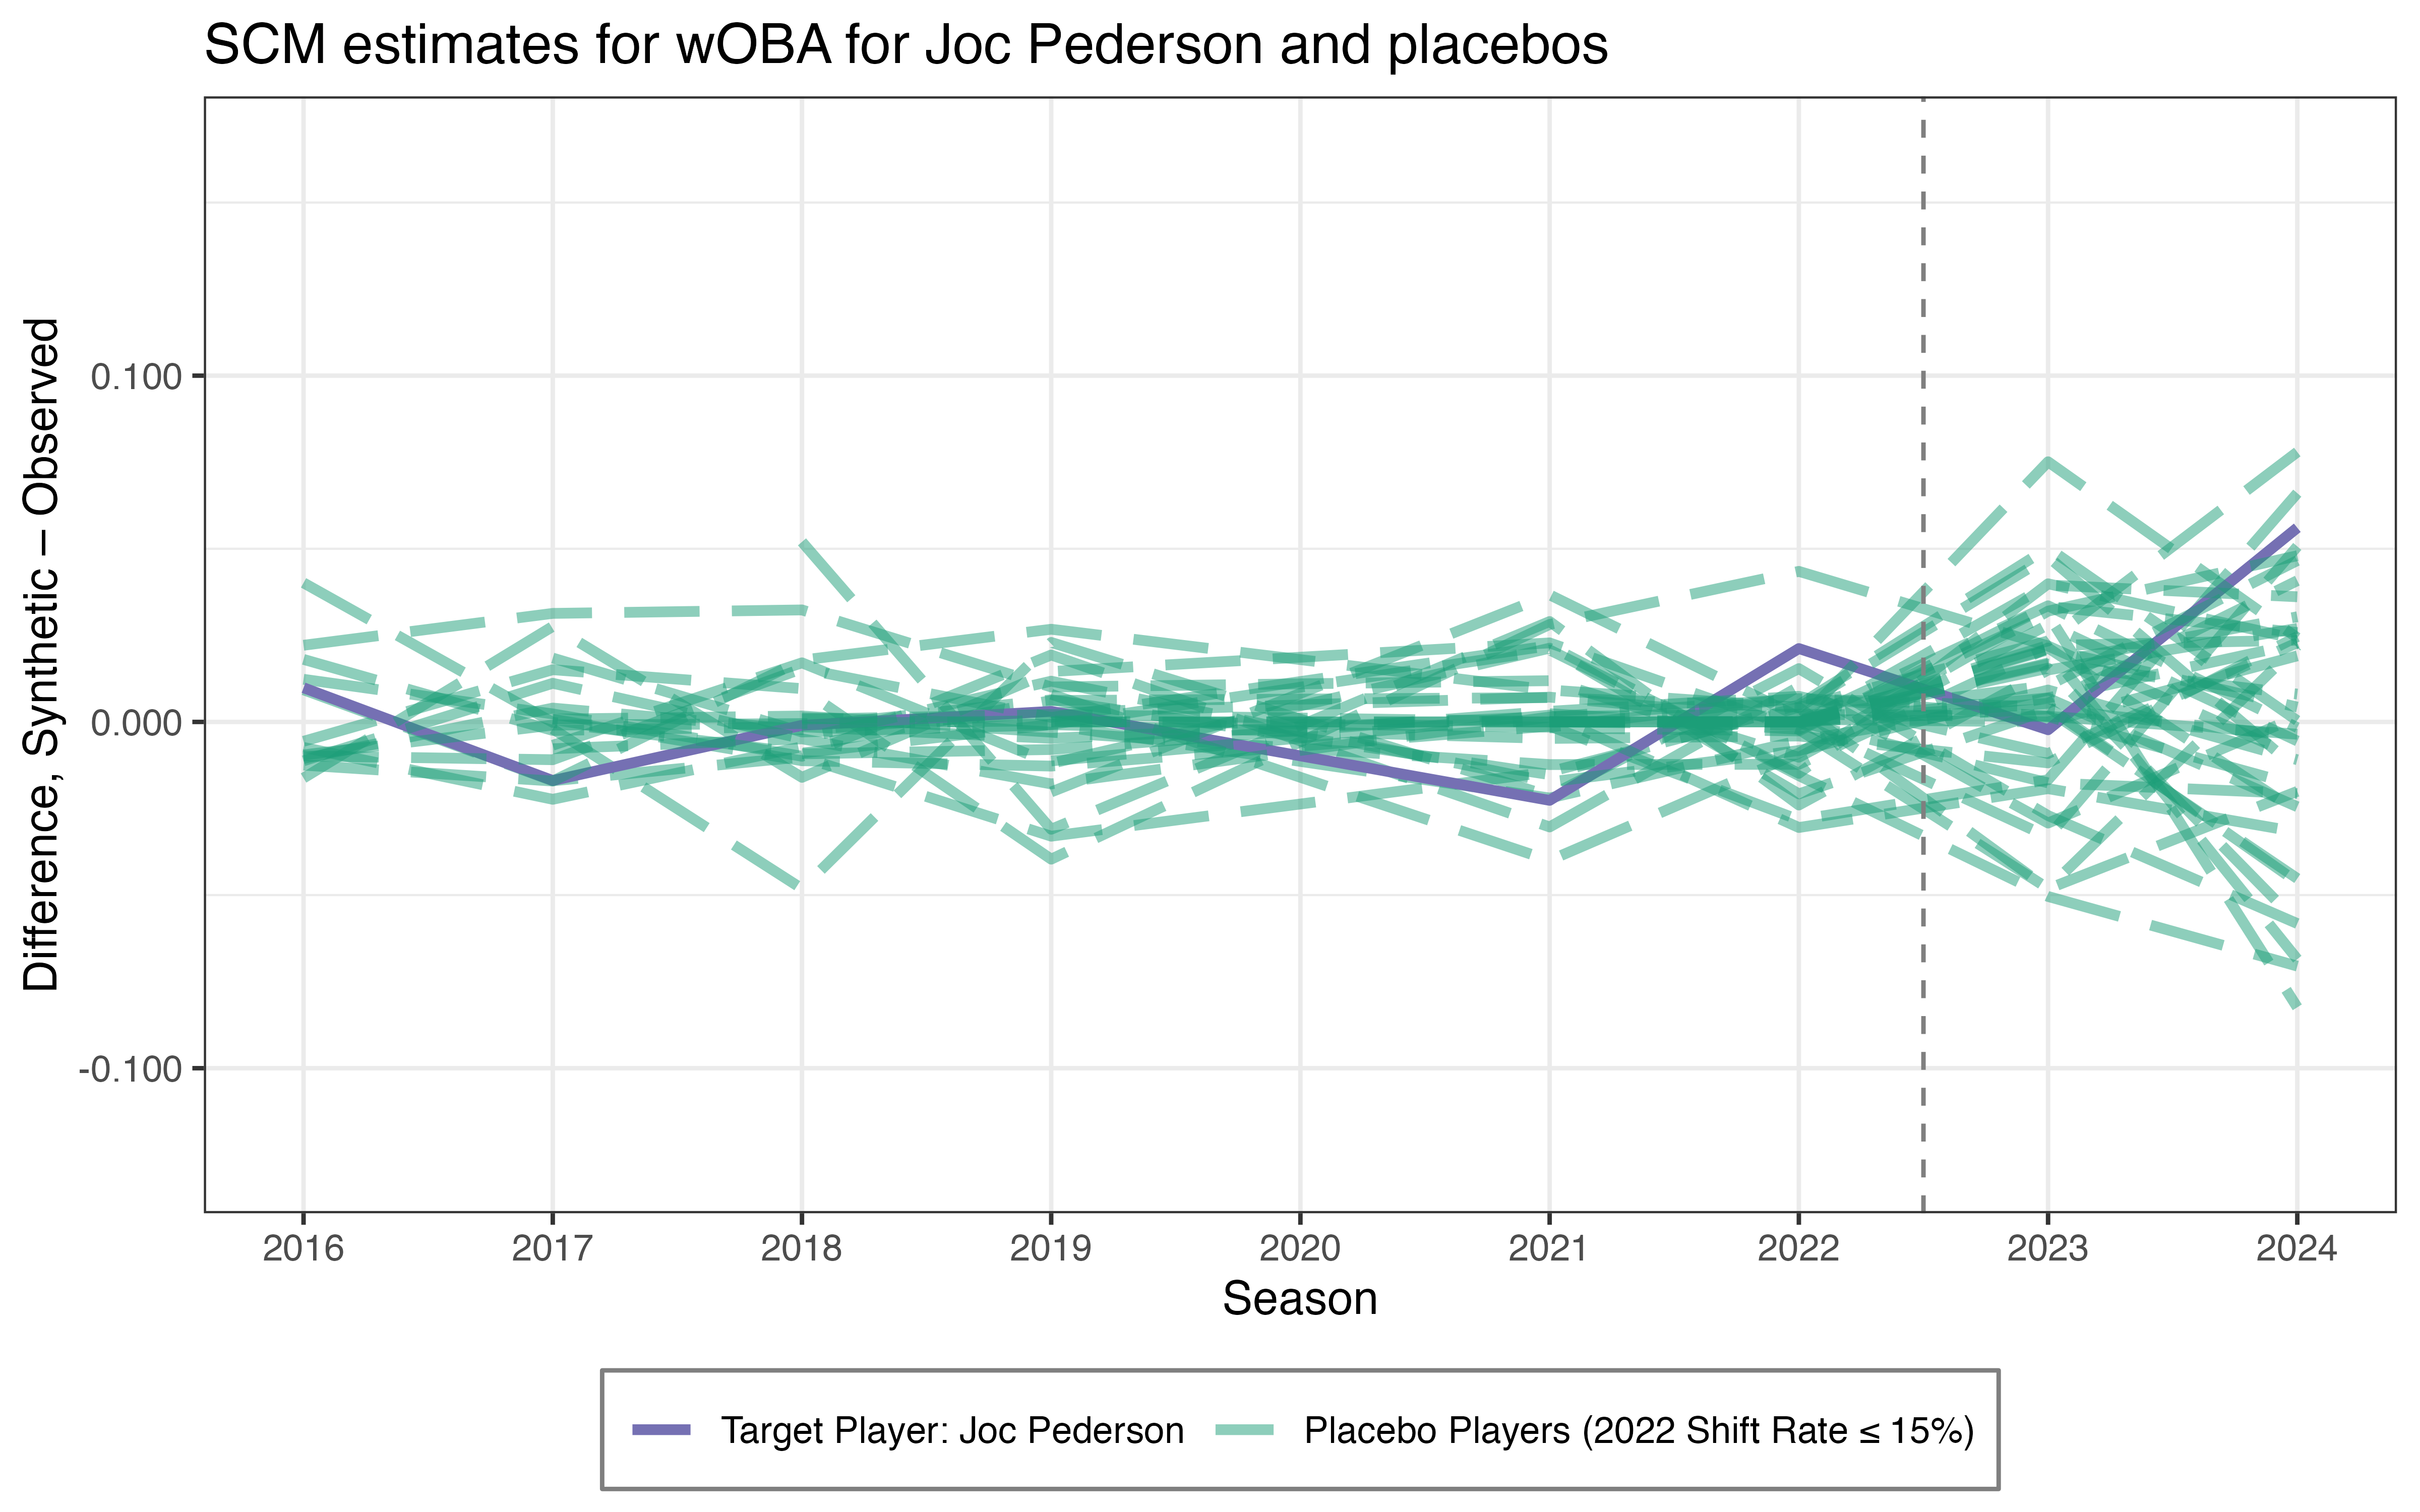 SCM estimates for wOBA for Joc Pederson and placebos
Difference, Synthetic – Observed
0.100
0.000
-0.100
2016 2017 2018 2019 2020 2021 2022 2023 2024
Season
Target Player: Joc Pederson Placebo Players (2022 Shift Rate ≤ 15%)